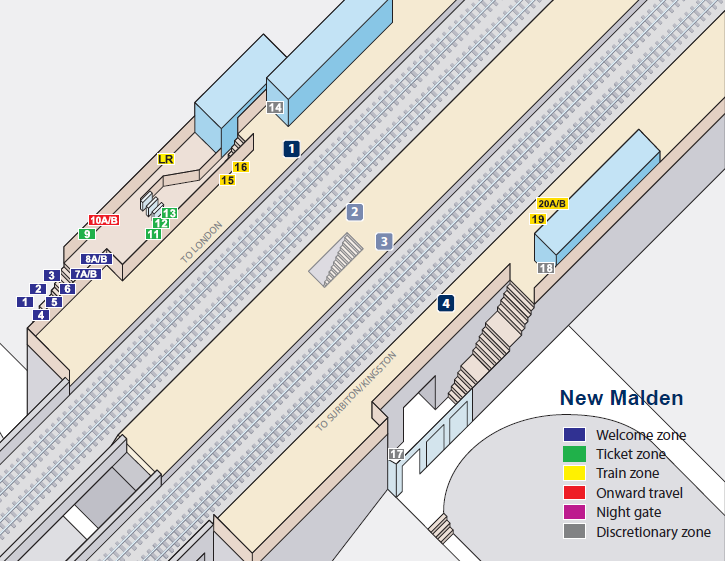 14
1
LR
16
15
13
12
11
10A/B
9
8A/B
7A/B
3
2
6
1
5
4
TO LONDON
2
3
20A/B
19
18
4
TO SURBITON/KINGSTON
17
New Malden
Welcome zone
Ticket zone
Train zone
Onward travel
Night gate
Discretionary zone